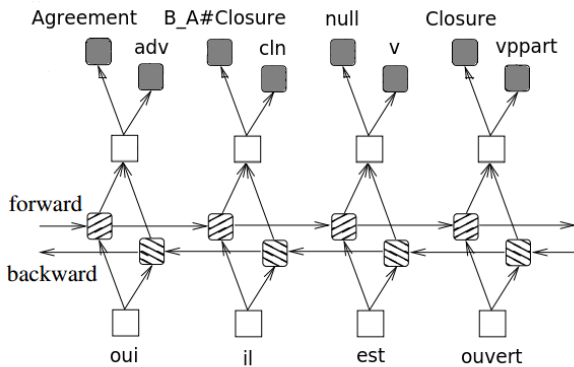 Agreement B_A#Closure null Closure
adv cln v vppart
forward
backward
oui il est ouvert